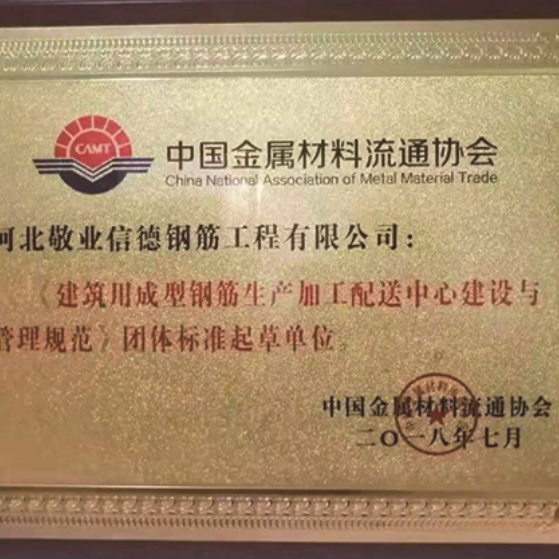 CAMT
中国金属材料流通协会
China National Association of Metal Material Trade
河北敬业信德钢筋工程有限公司：
《建筑用成型钢筋生产加工配送中心建设与
管理规范》团体标准起草单位。
中国金属材料流通协会
二〇一八年七月